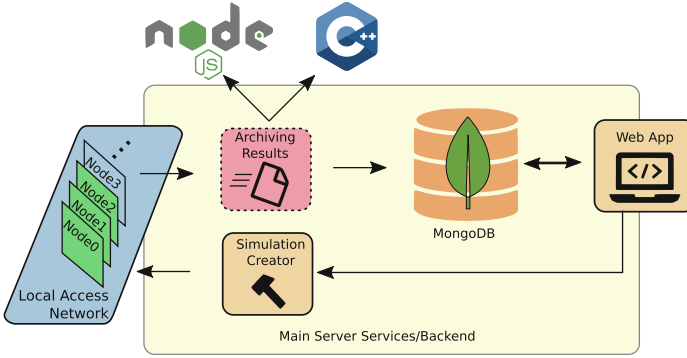 node
JS
C++
Archiving
Results
Web App
</>
Node3
Node2
Node1
Node0
MongoDB
Simulation
Creator
Local Access
Network
Main Server Services/Backend